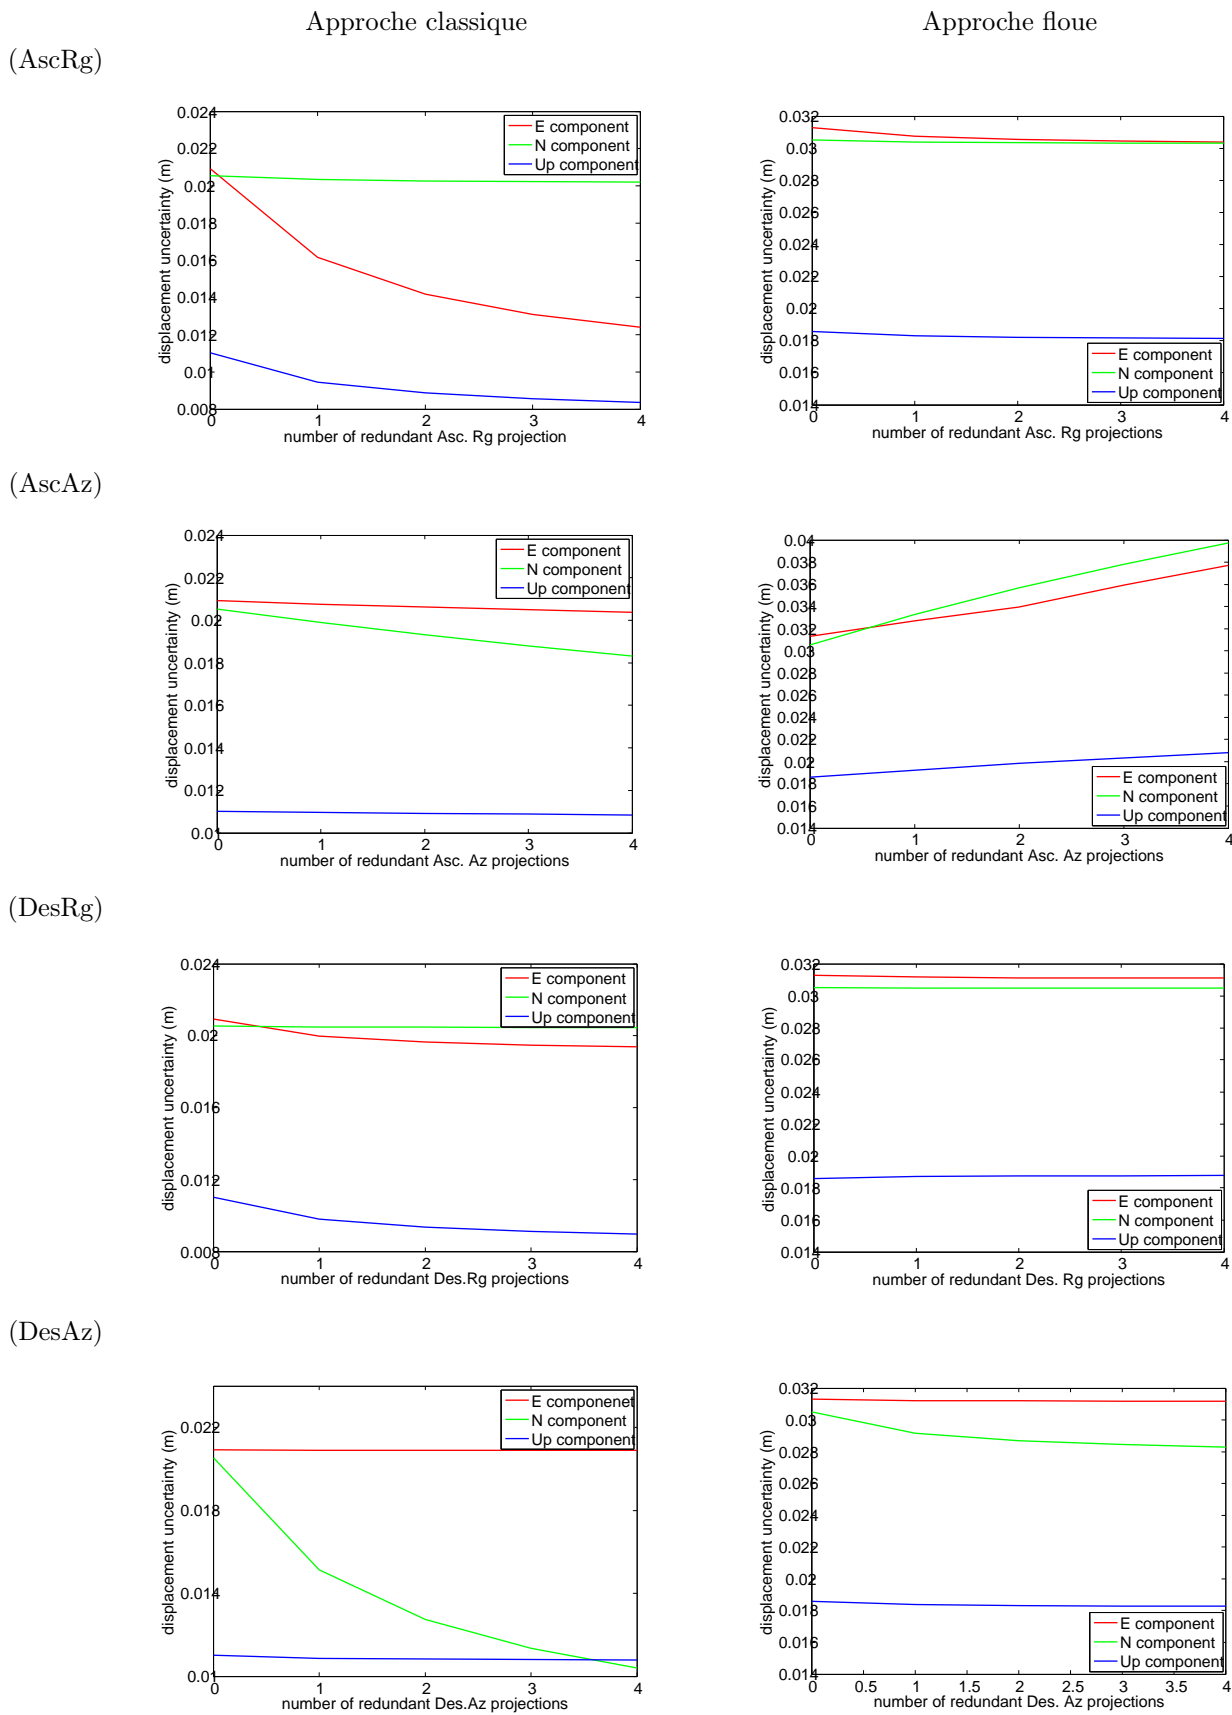 Approche classique
Approche floue
(AscRg)
0.024
0.022
0.02
0.018
0.016
0.014
0.012
0.01
0.008
0
1
2
3
4
displacement uncertainty (m)
number of redundant Asc. Rg projection
E component
N component
Up component
0.032
0.03
0.028
0.026
0.024
0.022
0.02
0.018
0.016
0.014
0
1
2
3
4
displacement uncertainty (m)
number of redundant Asc. Rg projections
E component
N component
Up component
(AscAz)
0.024
0.022
0.02
0.018
0.016
0.014
0.012
0.01
0
1
2
3
4
displacement uncertainty (m)
number of redundant Asc. Az projections
E component
N component
Up component
0.04
0.038
0.036
0.034
0.032
0.03
0.028
0.026
0.024
0.022
0.02
0.018
0.016
0.014
0
1
2
3
4
displacement uncertainty (m)
number of redundant Asc. Az projections
E component
N component
Up component
(DesRg)
0.024
0.02
0.016
0.012
0.008
0
1
2
3
4
displacement uncertainty (m)
number of redundant Des.Rg projections
E component
N component
Up component
0.032
0.03
0.028
0.026
0.024
0.022
0.02
0.018
0.016
0.014
0
1
2
3
4
displacement uncertainty (m)
number of redundant Des. Rg projections
E component
N component
Up component
(DesAz)
0.022
0.018
0.014
0.01
0
1
2
3
4
displacement uncertainty (m)
number of redundant Des.Az projections
E componenet
N component
Up component
0.032
0.03
0.028
0.026
0.024
0.022
0.02
0.018
0.016
0.014
0
0.5
1
1.5
2
2.5
3
3.5
4
displacement uncertainty (m)
number of redundant Des. Az projections
E component
N component
Up component